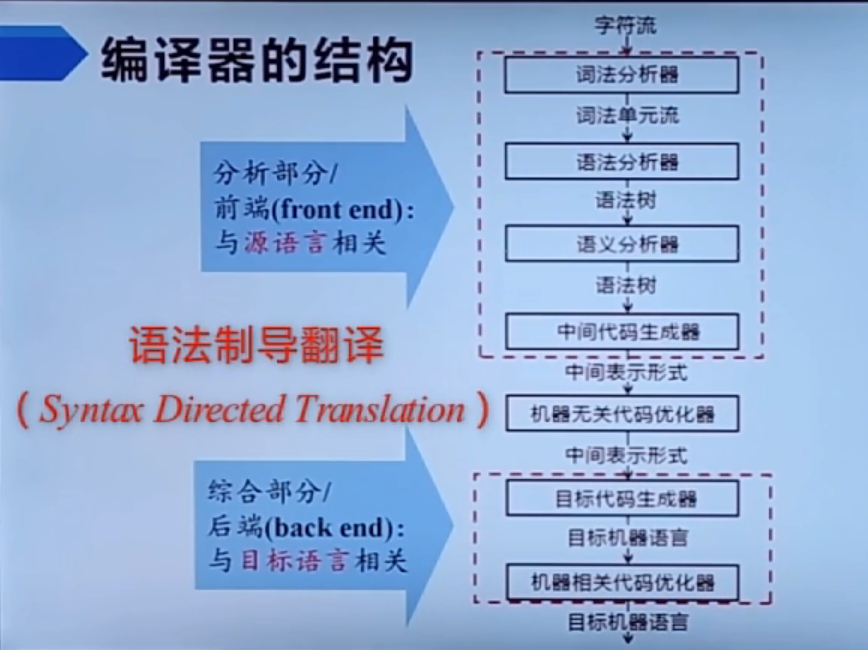 编译器的结构
字符流
词法分析器
词法单元流
语法分析器
语法树
语义分析器
语法树
中间代码生成器
中间表示形式
机器无关代码优化器
中间表示形式
目标代码生成器
目标机器语言
机器相关代码优化器
目标机器语言
分析部分/
前端(front end):
与源语言相关
语法制导翻译
(Syntax Directed Translation)
综合部分/
后端(back end):
与目标语言相关